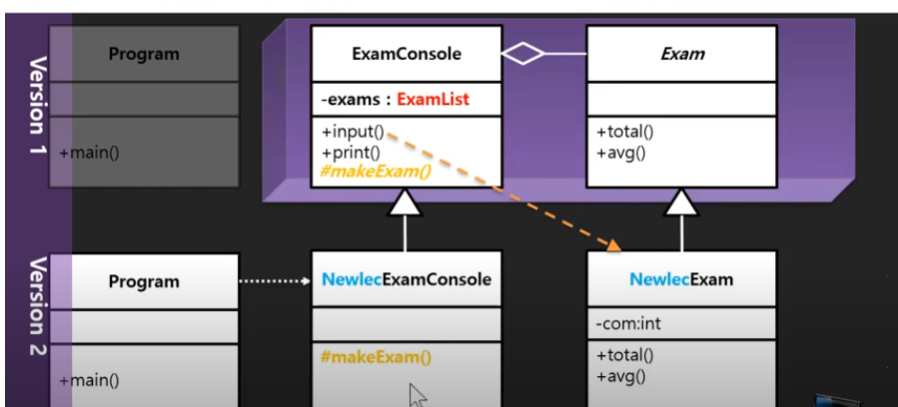 Version 1
Program
+main()
ExamConsole
-exams : ExamList
+input()
+print()
#makeExam()
Exam
+total()
+avg()
Version 2
Program
+main()
NewlecExamConsole
#makeExam()
NewlecExam
-com:int
+total()
+avg()